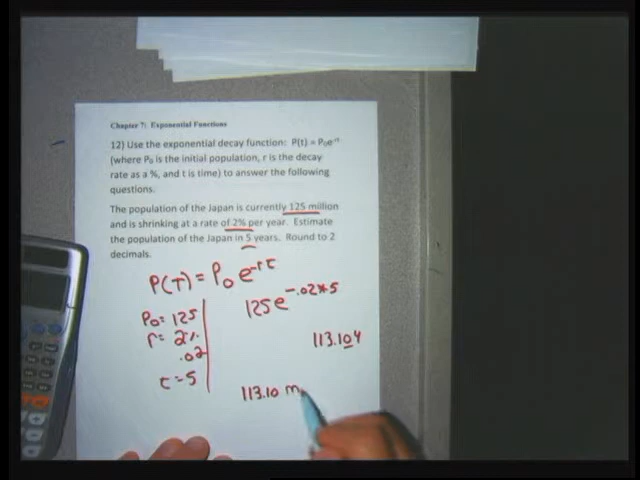 Chapter 7: Exponential Functions
12) Use the exponential decay function: P(t) = P₀e⁻ʳᵗ
(where P₀ is the initial population, r is the decay
rate as a %, and t is time) to answer the following
questions.
The population of the Japan is currently 125 million
and is shrinking at a rate of 2% per year. Estimate
the population of the Japan in 5 years. Round to 2
decimals.
P(T) = P₀ e^-rt
P₀ = 125
r = 2%
.02
t = 5
125e^-.02*5
113.104
113.10 m